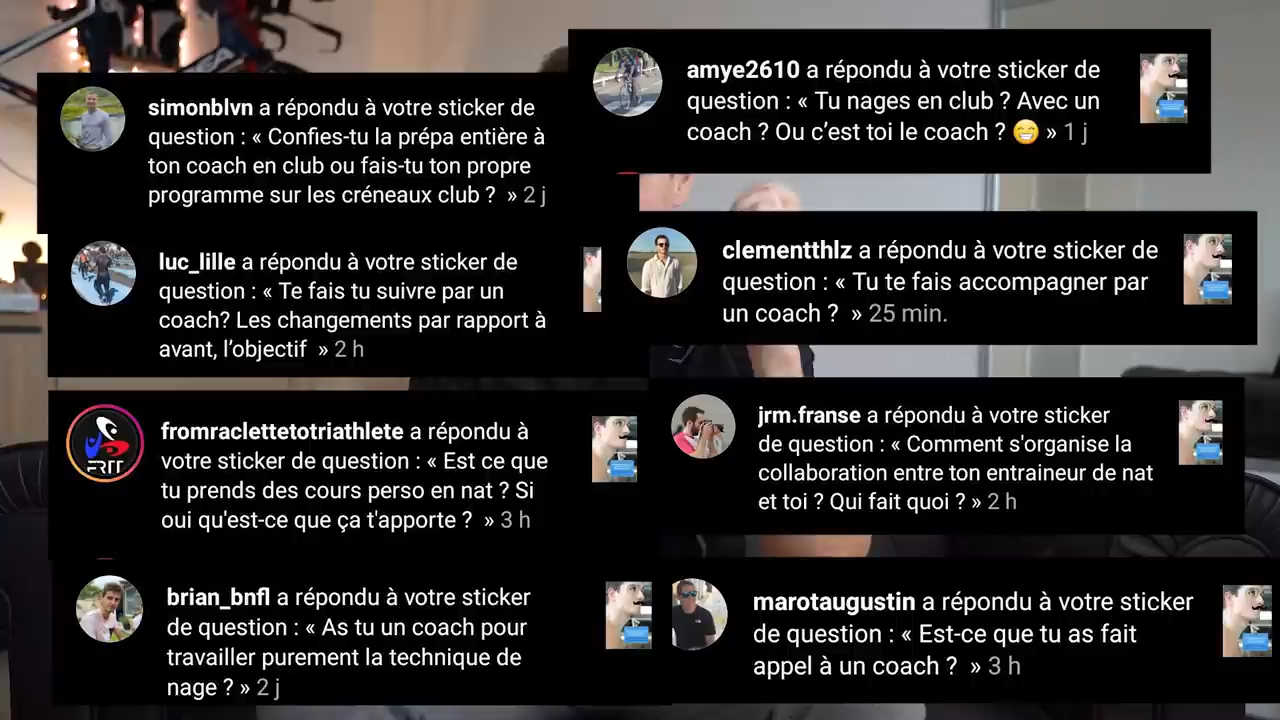 simonblvn a répondu à votre sticker de
question : « Confies-tu la prépa entière à
ton coach en club ou fais-tu ton propre
programme sur les créneaux club ? » 2 j
amye2610 a répondu à votre sticker de
question : « Tu nages en club ? Avec un
coach ? Ou c’est toi le coach ? 😁 » 1 j
luc_lille a répondu à votre sticker de
question : « Te fais tu suivre par un
coach? Les changements par rapport à
avant, l’objectif » 2 h
clementthlz a répondu à votre sticker de
question : « Tu te fais accompagner par
un coach ? » 25 min.
FRTT
fromraclettetotriathlete a répondu à
votre sticker de question : « Est ce que
tu prends des cours perso en nat ? Si
oui qu'est-ce que ça t'apporte ? » 3 h
jrm.franse a répondu à votre sticker
de question : « Comment s'organise la
collaboration entre ton entraineur de nat
et toi ? Qui fait quoi ? » 2 h
brian_bnfl a répondu à votre sticker
de question : « As tu un coach pour
travailler purement la technique de
nage ? » 2 j
marotaugustin a répondu à votre sticker
de question : « Est-ce que tu as fait
appel à un coach ? » 3 h